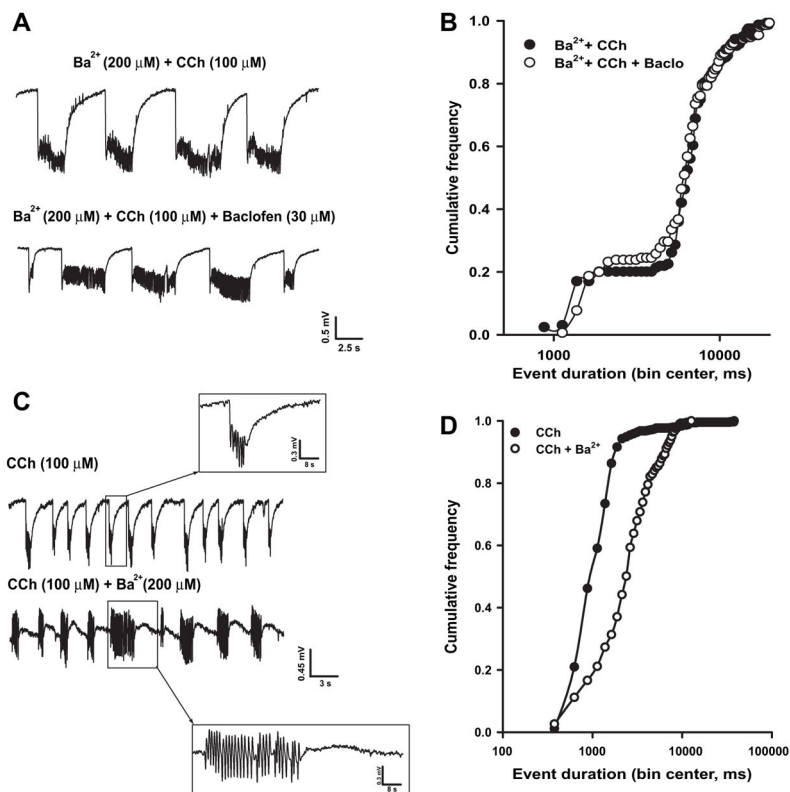 A
Ba2+ (200 µM) + CCh (100 µM)
Ba2+ (200 µM) + CCh (100 µM) + Baclofen (30 µM)
0.5 mV
2.5 s
B
Ba2+ + CCh
Ba2+ + CCh + Baclo
Cumulative frequency
1.0
0.8
0.6
0.4
0.2
0.0
1000
10000
Event duration (bin center, ms)
C
0.3 mV
8 s
CCh (100 µM)
CCh (100 µM) + Ba2+(200 µM)
0.45 mV
3 s
0.3 mV
8 s
D
CCh
CCh + Ba2+
Cumulative frequency
1.0
0.8
0.6
0.4
0.2
0.0
100
1000
10000
100000
Event duration (bin center, ms)